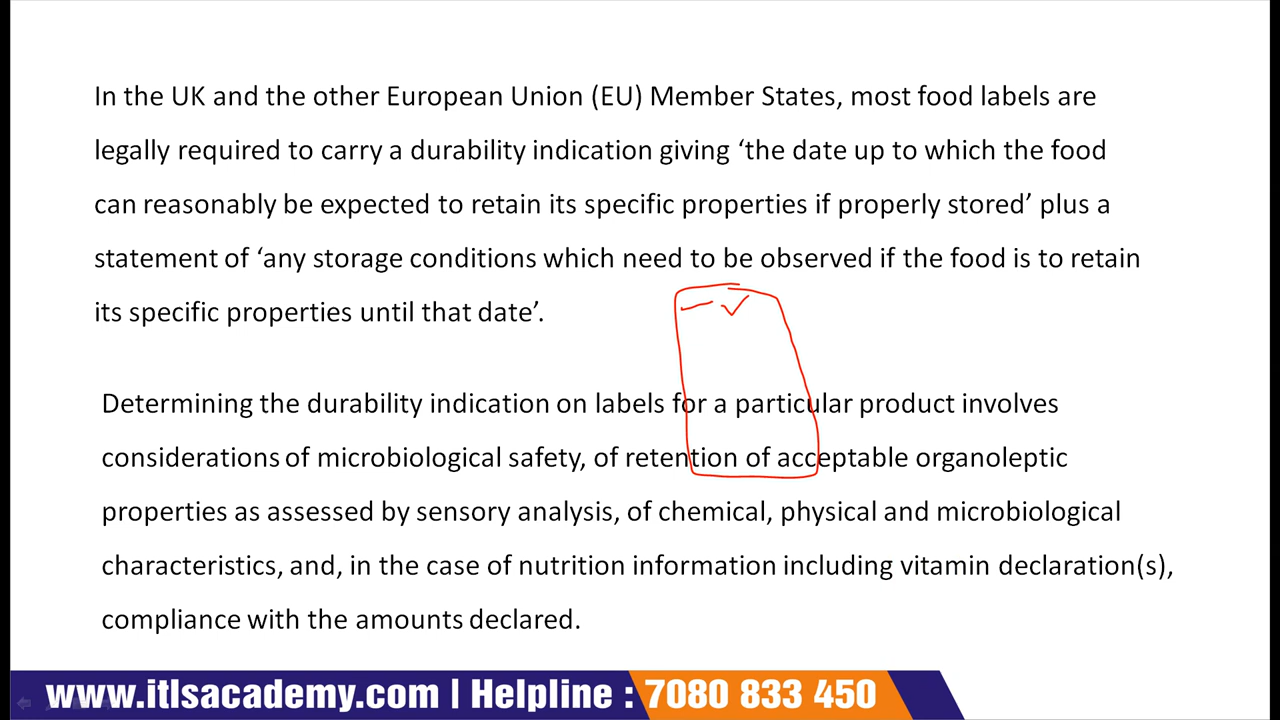 In the UK and the other European Union (EU) Member States, most food labels are
legally required to carry a durability indication giving ‘the date up to which the food
can reasonably be expected to retain its specific properties if properly stored’ plus a
statement of ‘any storage conditions which need to be observed if the food is to retain
its specific properties until that date’.
Determining the durability indication on labels for a particular product involves
considerations of microbiological safety, of retention of acceptable organoleptic
properties as assessed by sensory analysis, of chemical, physical and microbiological
characteristics, and, in the case of nutrition information including vitamin declaration(s),
compliance with the amounts declared.
www.itlsacademy.com | Helpline : 7080 833 450